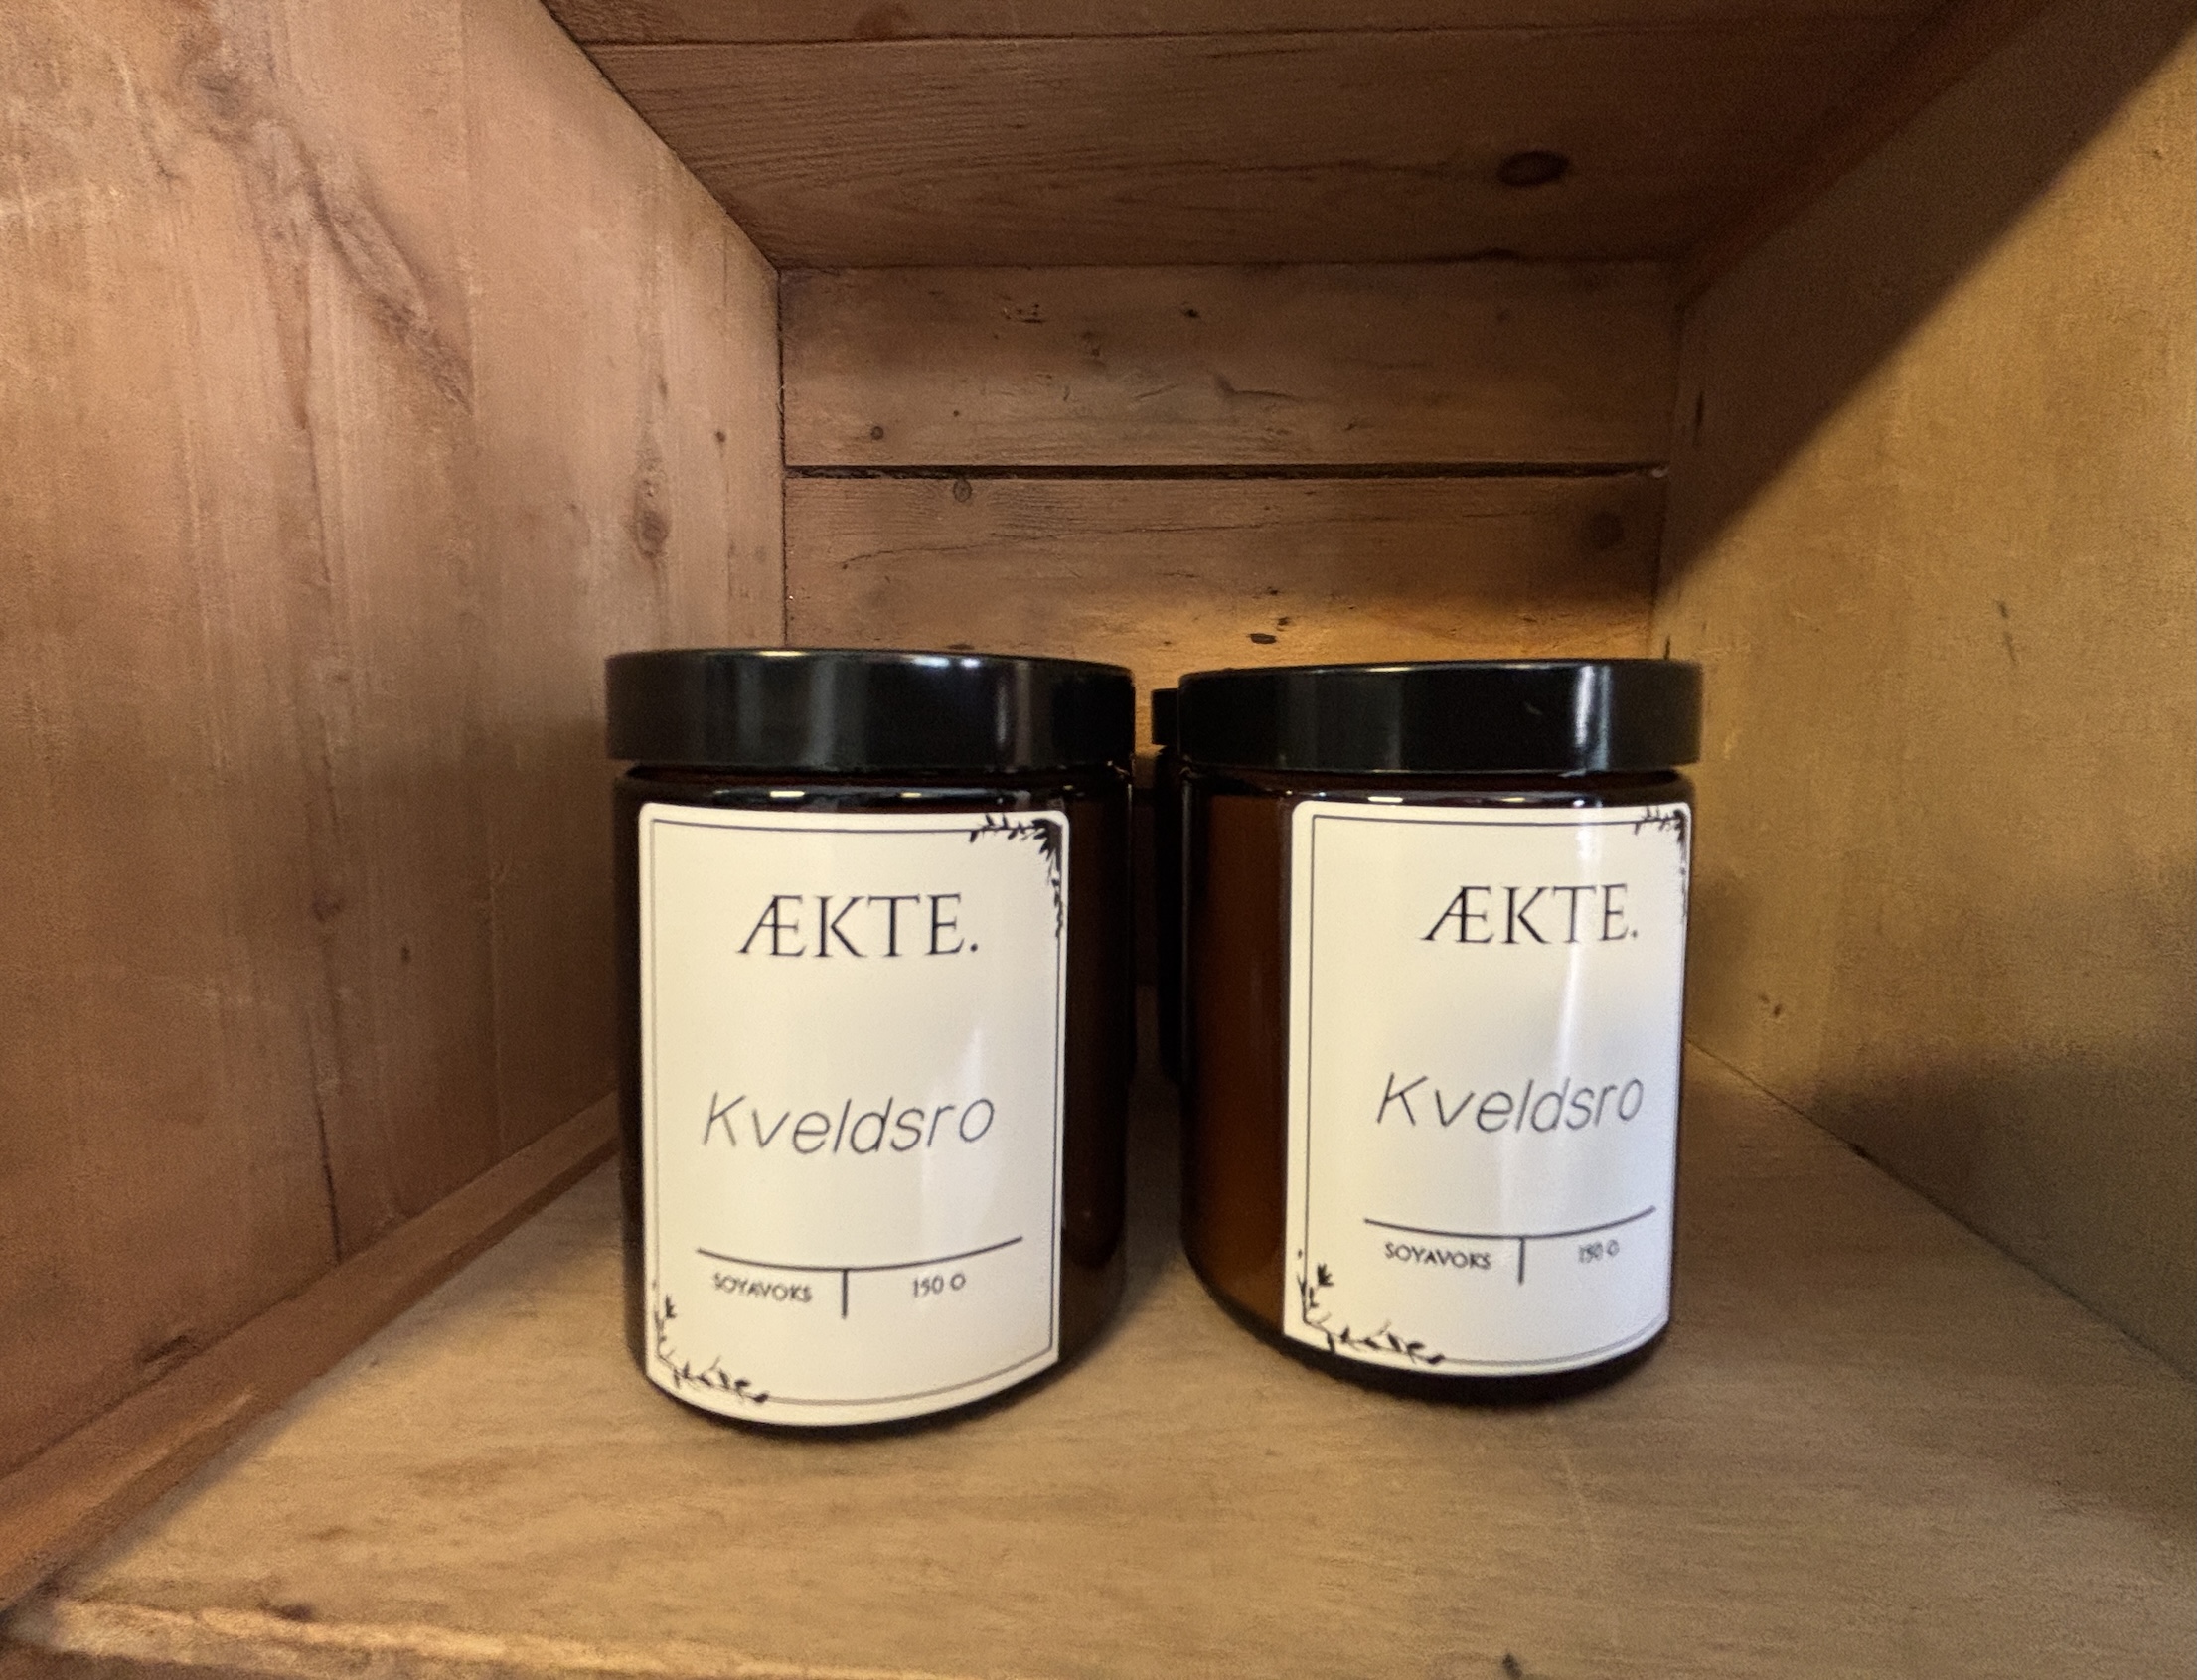 ÆKTE.
Kveldsro
SOYAVOKS
150 G
ÆKTE.
Kveldsro
SOYAVOKS
150 G